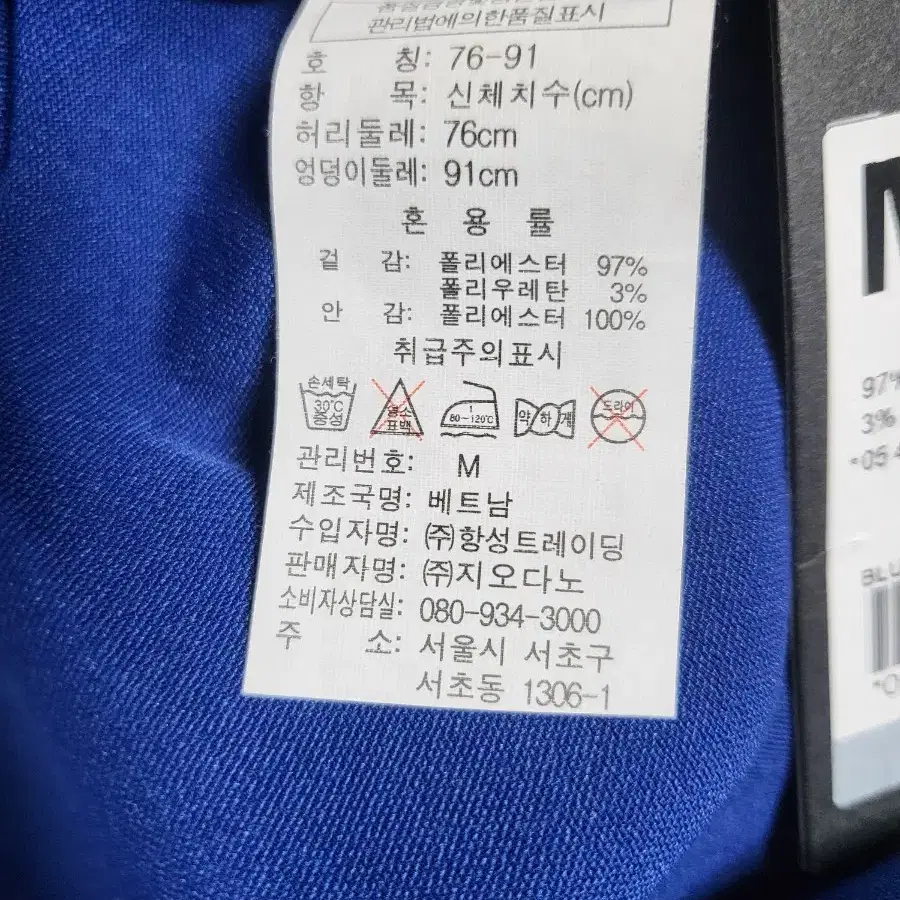 관리법에의한품질표시
호 칭: 76-91
항 목: 신체치수(cm)
허리둘레: 76cm
엉덩이둘레: 91cm
혼 용 률
겉 감: 폴리에스터 97%
폴리우레탄 3%
안 감: 폴리에스터 100%
취급주의표시
손세탁
30℃
중성
염소
표백
1
80~120℃
약하게
드라이
관리번호: M
제조국명: 베트남
수입자명: ㈜항성트레이딩
판매자명: ㈜지오다노
소비자상담실: 080-934-3000
주 소: 서울시 서초구
서초동 1306-1
97%
3%
*05
BLU